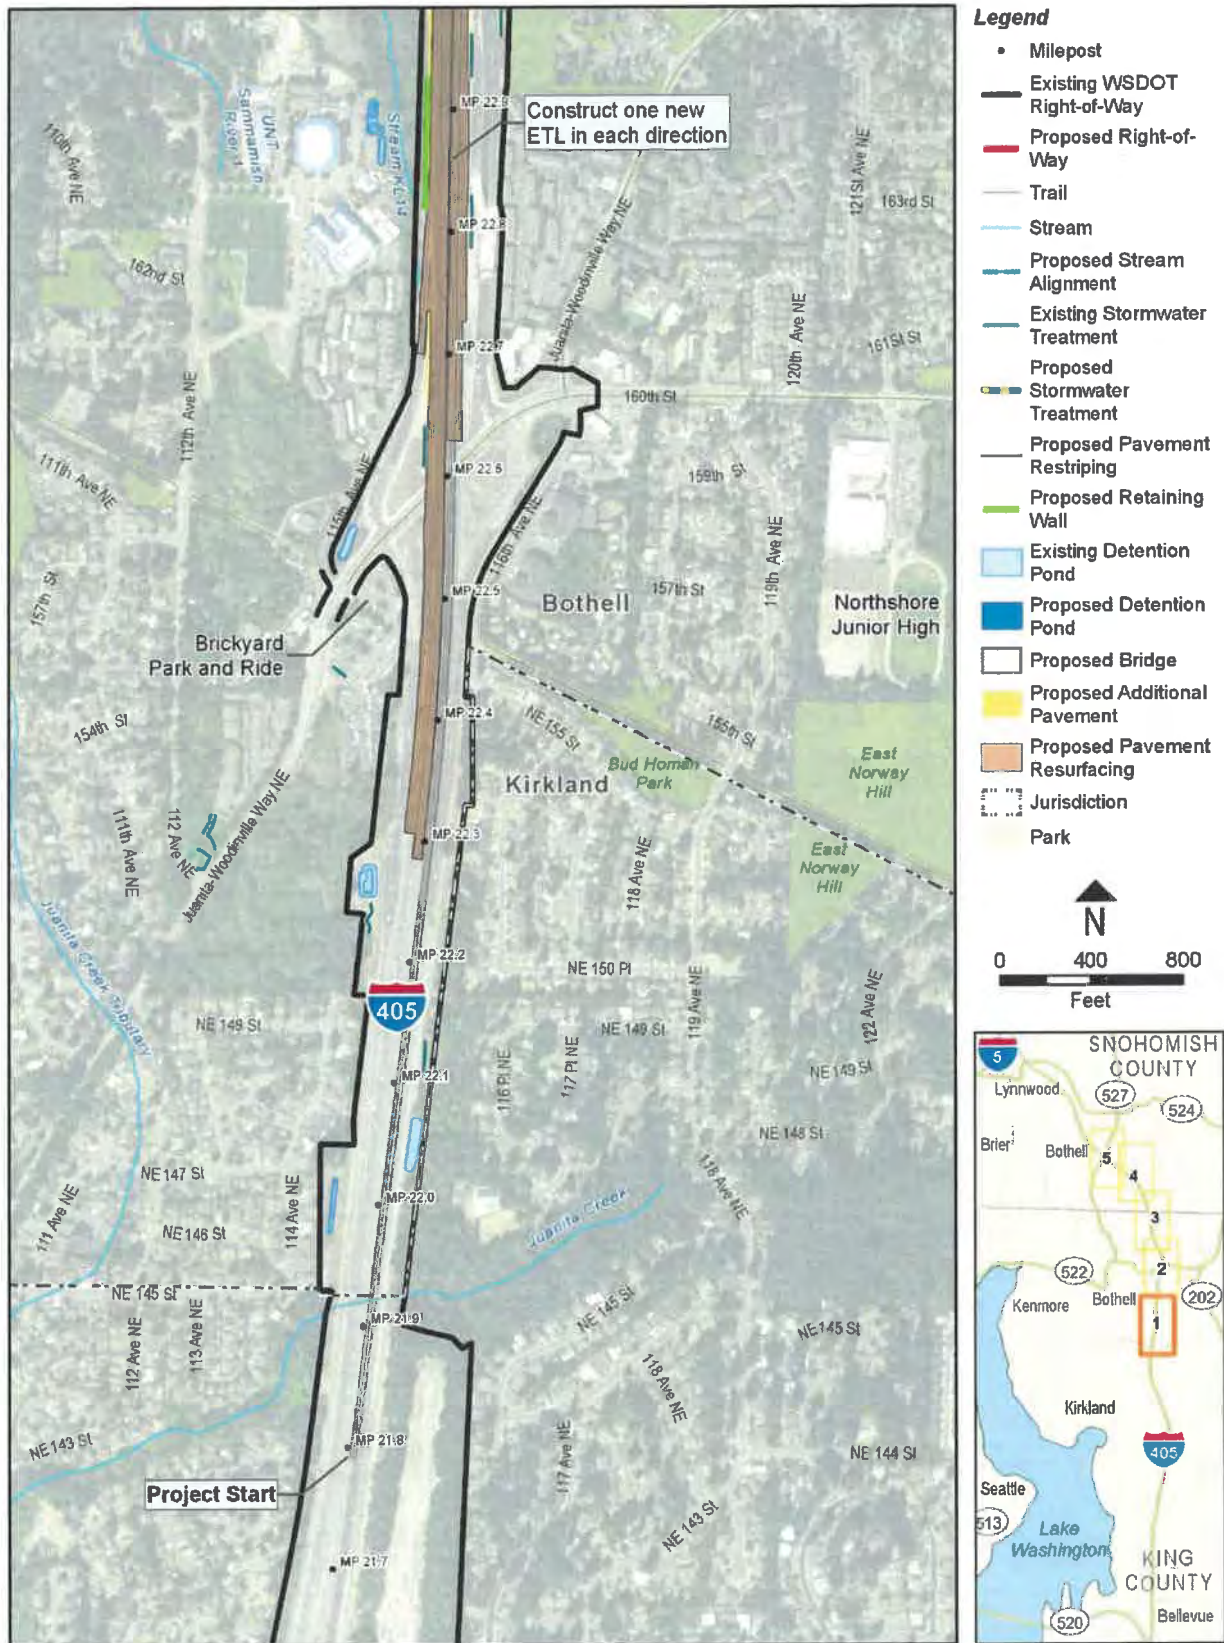 Construct one new
ETL in each direction
MP 22.9
MP 22.8
MP 22.7
MP 22.6
MP 22.5
MP 22.4
MP 22.3
MP 22.2
MP 22.1
MP 22.0
MP 21.9
MP 21.8
MP 21.7
UNT
Sammamish
River 1
Stream KL14
110th Ave NE
162nd St
112th Ave NE
111th Ave NE
115th Ave NE
116th Ave NE
Juanita-Woodinville Way NE
121St Ave NE
163rd St
120th Ave NE
161St St
160th St
159th St
119th Ave NE
157th St
157th St
Bothell
Northshore
Junior High
Brickyard
Park and Ride
154th St
NE 155 St
155th St
Bud Homan
Park
East
Norway
Hill
East
Norway
Hill
Kirkland
111th Ave NE
112 Ave NE
Juanita-Woodinville Way NE
118 Ave NE
Juanita Creek Tributary
405
NE 150 Pl
NE 149 St
NE 149 St
NE 149 St
119 Ave NE
122 Ave NE
116 Pl NE
117 Pl NE
NE 148 St
118 Ave NE
NE 147 St
NE 146 St
111 Ave NE
114 Ave NE
Juanita Creek
NE 145 St
NE 145 St
NE 145 St
112 Ave NE
113 Ave NE
118 Ave NE
NE 143 St
117 Ave NE
NE 144 St
NE 143 St
Project Start
Legend
Milepost
Existing WSDOT
Right-of-Way
Proposed Right-of-
Way
Trail
Stream
Proposed Stream
Alignment
Existing Stormwater
Treatment
Proposed
Stormwater
Treatment
Proposed Pavement
Restriping
Proposed Retaining
Wall
Existing Detention
Pond
Proposed Detention
Pond
Proposed Bridge
Proposed Additional
Pavement
Proposed Pavement
Resurfacing
Jurisdiction
Park
N
0 400 800
Feet
5
SNOHOMISH
COUNTY
Lynnwood
527
524
Brier
Bothell
5
4
3
2
522
202
Kenmore
Bothell
1
Kirkland
405
Seattle
513
Lake
Washington
KING
COUNTY
520
Bellevue